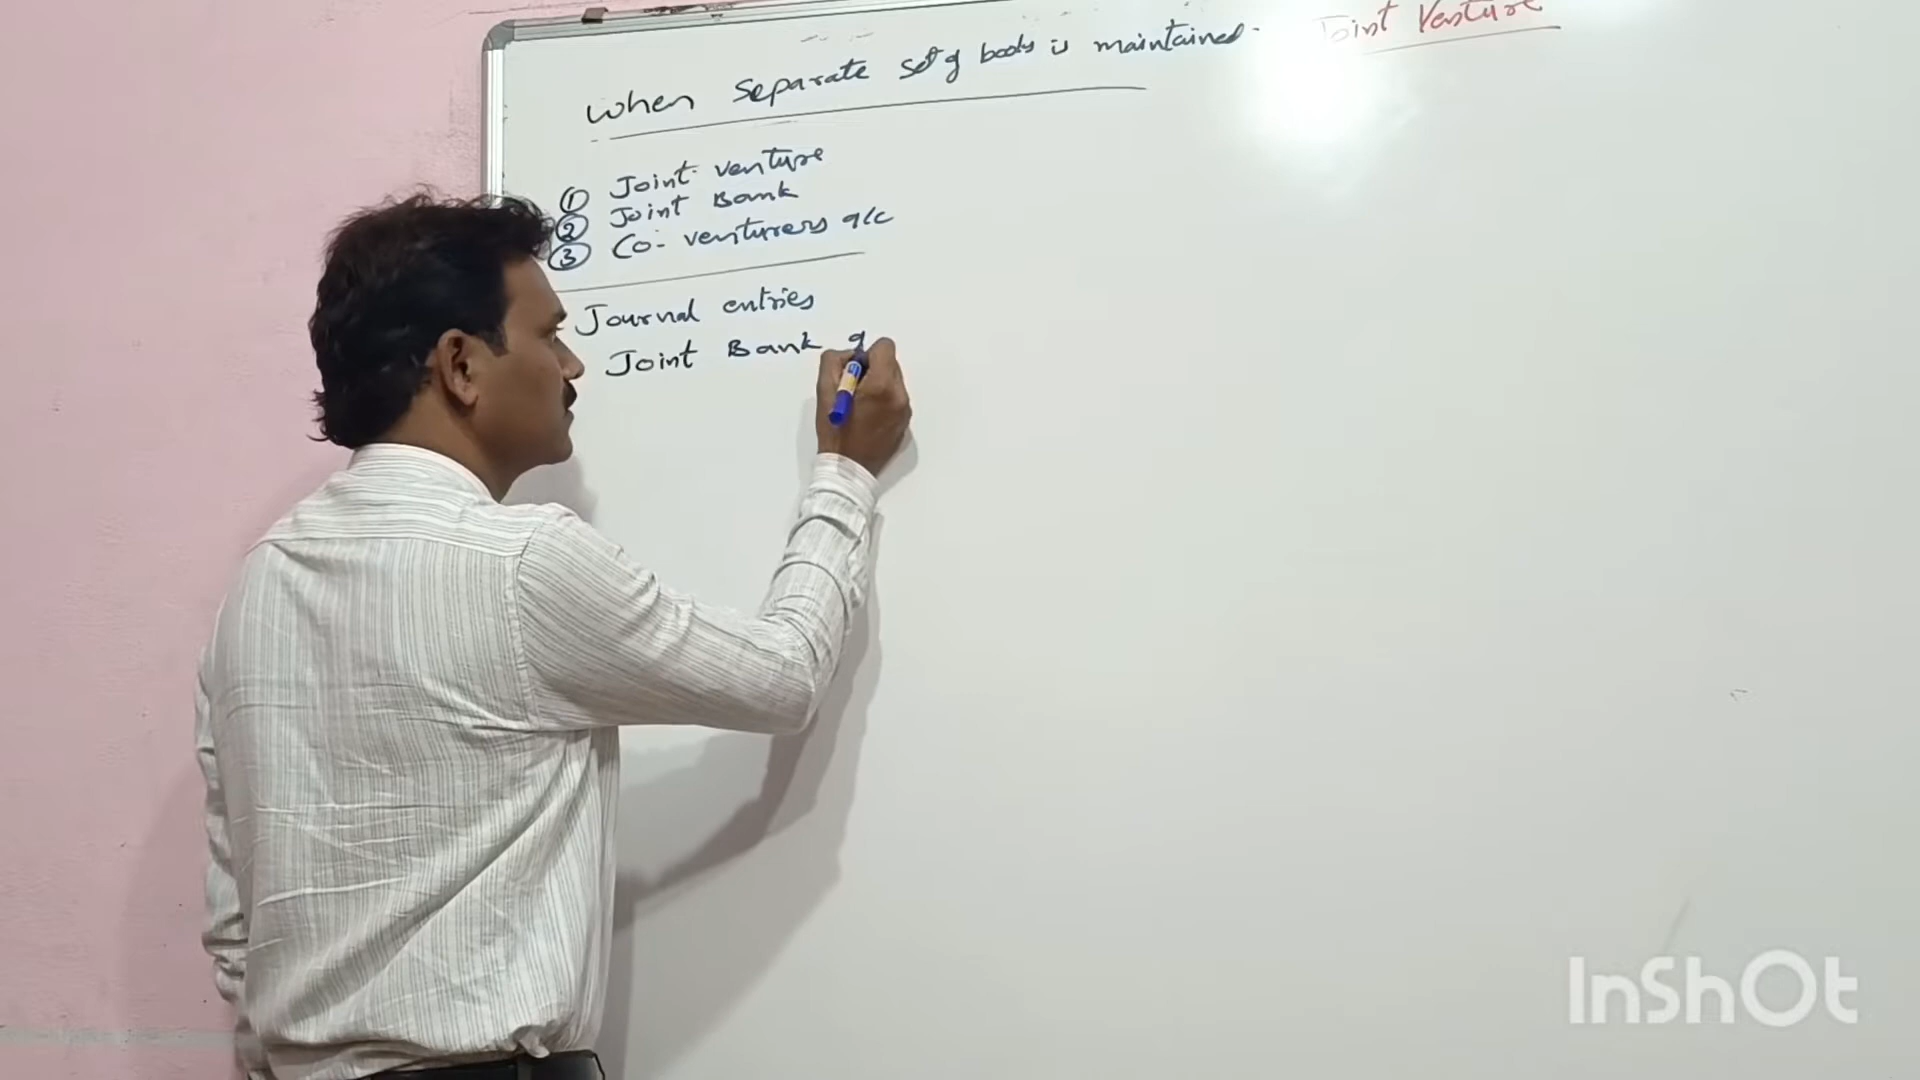 Joint Venture
When Separate Set of books is maintained.
① Joint Venture
② Joint Bank
③ Co-venturers a/c
Journal entries
Joint Bank a
InShOt